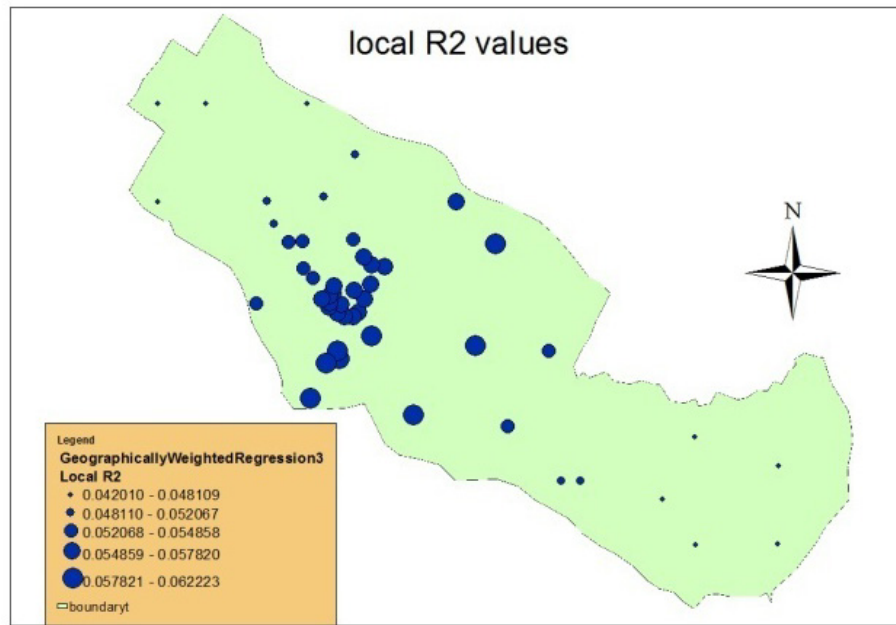 local R2 values
N
Legend
GeographicallyWeightedRegression3
Local R2
0.042010 - 0.048109
0.048110 - 0.052067
0.052068 - 0.054858
0.054859 - 0.057820
0.057821 - 0.062223
boundaryt